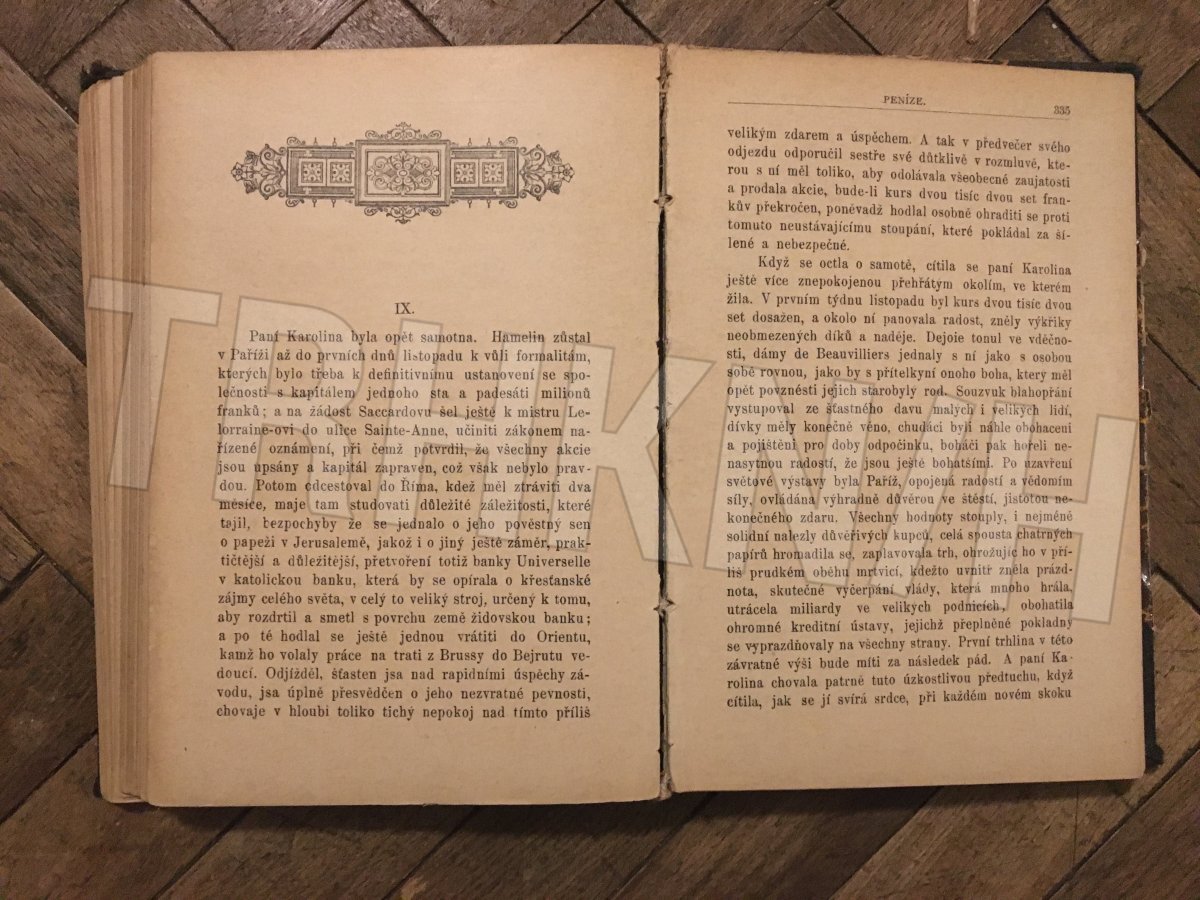 IX.
Paní Karolina byla opět samotna. Hamelin zůstal
v Paříži až do prvních dnů listopadu k vůli formalitám,
kterých bylo třeba k definitivnímu ustanovení se spo-
lečnosti s kapitálem jednoho sta a padesáti milionů
franků; a na žádost Saccardovu šel ještě k mistru Le-
lorraine-ovi do ulice Sainte-Anne, učiniti zákonem na-
řízené oznámení, při čemž potvrdil, že všechny akcie
jsou upsány a kapitál zapraven, což však nebylo prav-
dou. Potom cdcestoval do Říma, kdež měl ztráviti dva
měsíce, maje tam studovati důležité záležitosti, které
tajil, bezpochyby že se jednalo o jeho pověstný sen
o papeži v Jerusalemě, jakož i o jiný ještě záměr, prak-
tičtější a důležitější, přetvoření totiž banky Universelle
v katolickou banku, která by se opírala o křesťanské
zájmy celého světa, v celý to veliký stroj, určený k tomu,
aby rozdrtil a smetl s povrchu země židovskou banku;
a po té hodlal se ještě jednou vrátiti do Orientu,
kamž ho volaly práce na trati z Brussy do Bejrutu ve-
doucí. Odjížděl, šťasten jsa nad rapidními úspěchy zá-
vodu, jsa úplně přesvědčen o jeho nezvratné pevnosti,
chovaje v hloubi toliko tichý nepokoj nad tímto příliš
PENÍZE.
335
velikým zdarem a úspěchem. A tak v předvečer svého
odjezdu odporučil sestře své důtklivě v rozmluvě, kte-
rou s ní měl toliko, aby odolávala všeobecné zaujatosti
a prodala akcie, bude-li kurs dvou tisíc dvou set fran-
kův překročen, poněvadž hodlal osobně ohraditi se proti
tomuto neustávajícímu stoupání, které pokládal za ší-
lené a nebezpečné.
Když se octla o samotě, cítila se paní Karolina
ještě více znepokojenou přehřátým okolím, ve kterém
žila. V prvním týdnu listopadu byl kurs dvou tisíc dvou
set dosažen, a okolo ní panovala radost, zněly výkřiky
neobmezených díků a naděje. Dejoie tonul ve vděčno-
sti, dámy de Beauvilliers jednaly s ní jako s osobou
sobě rovnou, jako by s přítelkyní onoho boha, který měl
opět povznésti jejich starobylý rod. Souzvuk blahopřání
vystupoval ze šťastného davu malých i velikých lidí,
dívky měly konečně věno, chudáci byli náhle obohaceni
a pojištěni pro doby odpočinku, boháči pak hořeli ne-
nasytnou radostí, že jsou ještě bohatšími. Po uzavření
světové výstavy byla Paříž, opojená radostí a vědomím
síly, ovládána výhradně důvěrou ve štěstí, jistotou ne-
konečného zdaru. Všechny hodnoty stouply, i nejméně
solidní nalezly důvěřivých kupců, celá spousta chatrných
papírů hromadila se, zaplavovala trh, ohrožujíc ho v pří-
liš prudkém oběhu mrtvicí, kdežto uvnitř zněla prázd-
nota, skutečné vyčerpání vlády, která mnoho hrála,
utrácela miliardy ve velikých podnicích, obohatila
ohromné kreditní ústavy, jejichž přeplněné pokladny
se vyprazdňovaly na všechny strany. První trhlina v této
závratné výši bude míti za následek pád. A paní Ka-
rolina chovala patrně tuto úzkostlivou předtuchu, když
cítila, jak se jí svírá srdce, při každém novém skoku
TRHKNIH